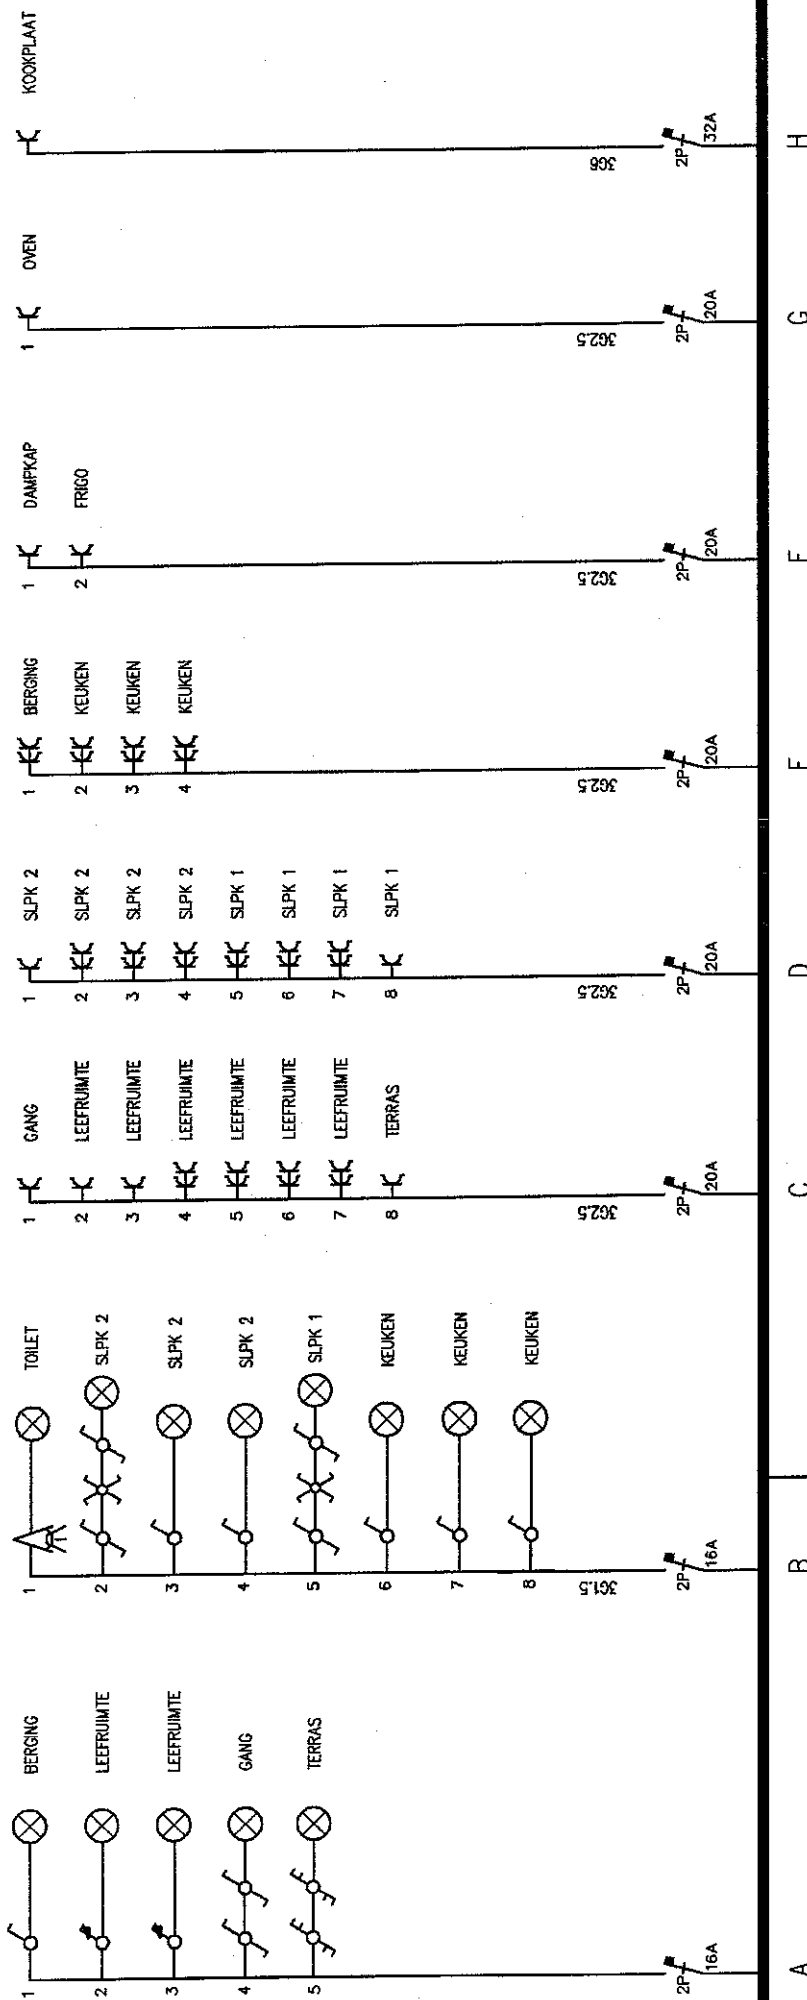 1 BERGING
2 LEEFRUIMTE
3 LEEFRUIMTE
4 GANG
5 TERRAS
2P 16A
A
1 TOILET
2 SLPK 2
3 SLPK 2
4 SLPK 2
5 SLPK 1
6 KEUKEN
7 KEUKEN
8 KEUKEN
3G1.5
2P 16A
B
1 GANG
2 LEEFRUIMTE
3 LEEFRUIMTE
4 LEEFRUIMTE
5 LEEFRUIMTE
6 LEEFRUIMTE
7 LEEFRUIMTE
8 TERRAS
3G2.5
2P 20A
C
1 SLPK 2
2 SLPK 2
3 SLPK 2
4 SLPK 2
5 SLPK 1
6 SLPK 1
7 SLPK 1
8 SLPK 1
3G2.5
2P 20A
D
1 BERGING
2 KEUKEN
3 KEUKEN
4 KEUKEN
3G2.5
2P 20A
E
1 DAMPKAP
2 FRIGO
3G2.5
2P 20A
F
1 OVEN
3G2.5
2P 20A
G
1 KOOKPLAAT
3G6
2P 32A
H